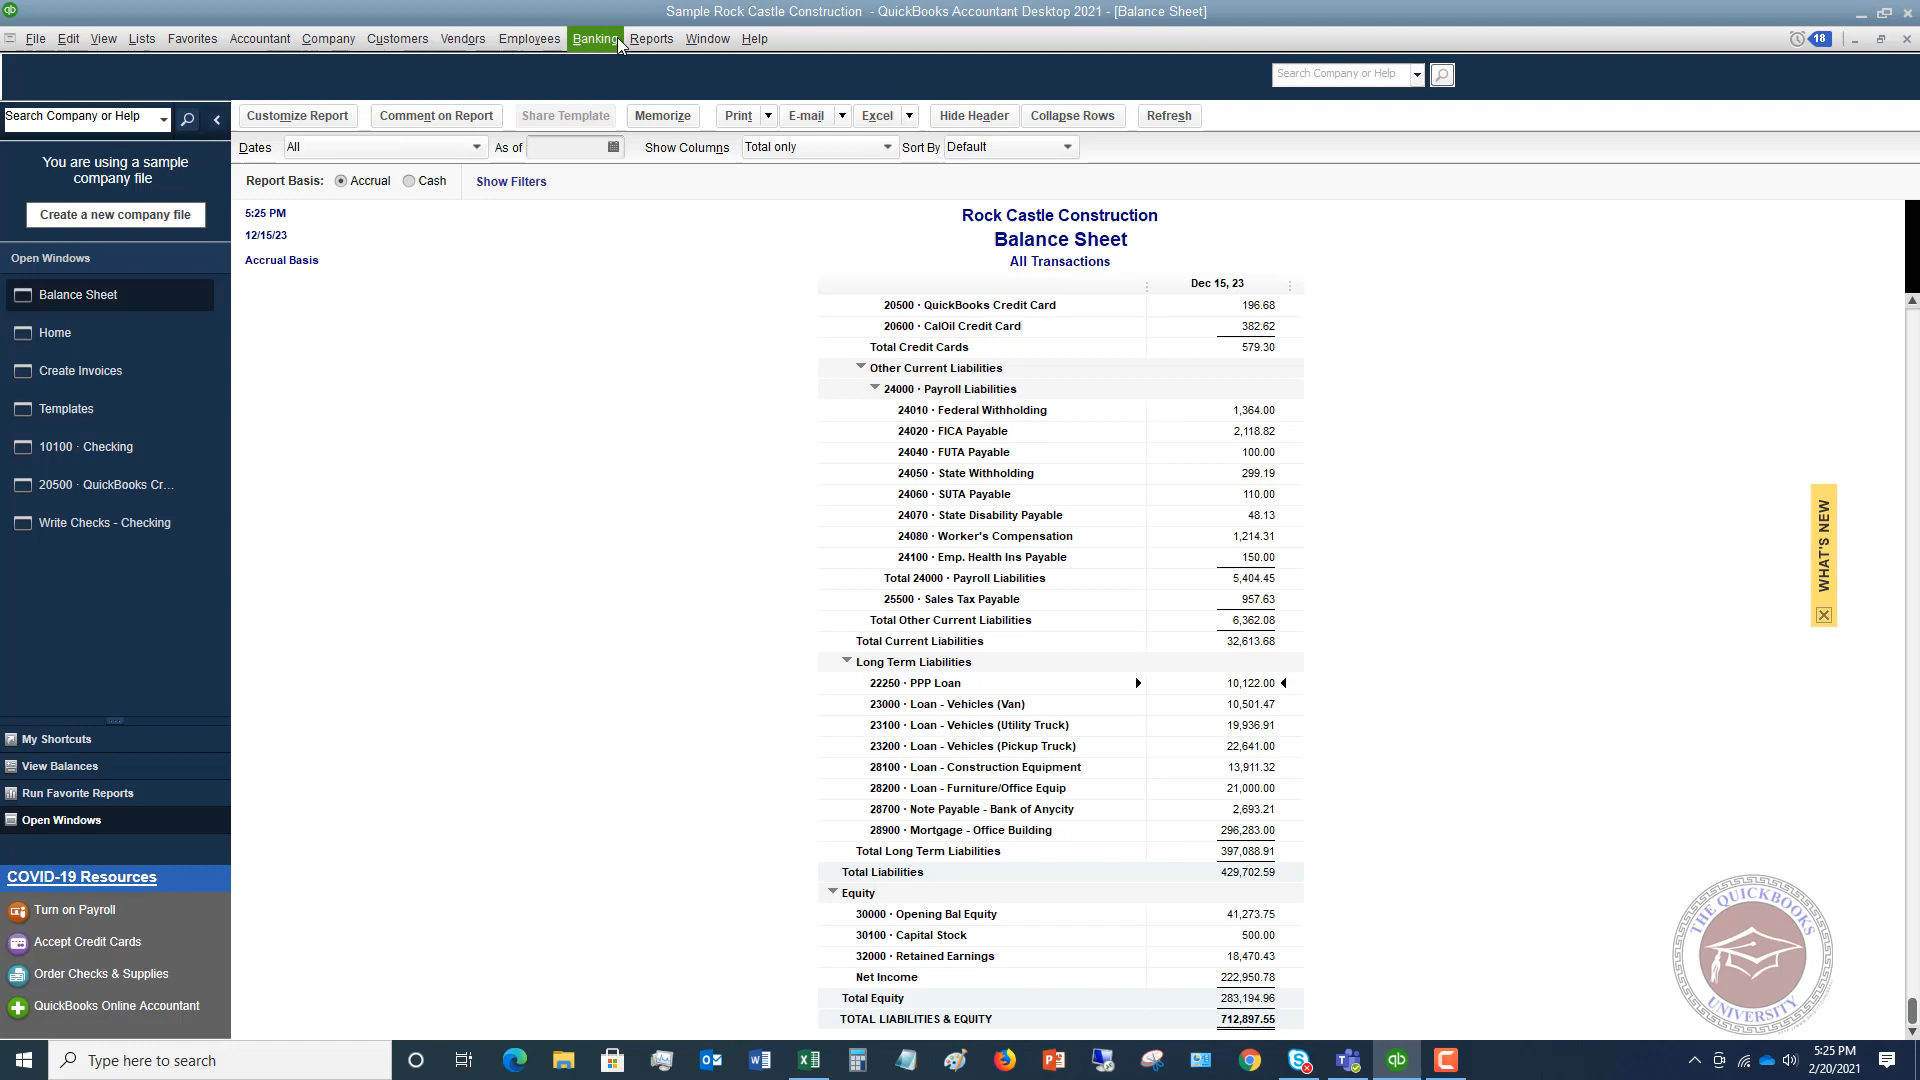 Sample Rock Castle Construction - QuickBooks Accountant Desktop 2021 - [Balance Sheet]
File Edit View Lists Favorites Accountant Company Customers Vendors Employees Banking Reports Window Help
18
Search Company or Help
Search Company or Help
Customize Report Comment on Report Share Template Memorize Print E-mail Excel Hide Header Collapse Rows Refresh
Dates All As of Show Columns Total only Sort By Default
Report Basis: Accrual Cash Show Filters
You are using a sample
company file
Create a new company file
Open Windows
Balance Sheet
Home
Create Invoices
Templates
10100 · Checking
20500 · QuickBooks Cr...
Write Checks - Checking
My Shortcuts
View Balances
Run Favorite Reports
Open Windows
COVID-19 Resources
Turn on Payroll
Accept Credit Cards
Order Checks & Supplies
QuickBooks Online Accountant
5:25 PM
12/15/23
Accrual Basis
Rock Castle Construction
Balance Sheet
All Transactions
Dec 15, 23
20500 · QuickBooks Credit Card 196.68
20600 · CalOil Credit Card 382.62
Total Credit Cards 579.30
Other Current Liabilities
24000 · Payroll Liabilities
24010 · Federal Withholding 1,364.00
24020 · FICA Payable 2,118.82
24040 · FUTA Payable 100.00
24050 · State Withholding 299.19
24060 · SUTA Payable 110.00
24070 · State Disability Payable 48.13
24080 · Worker's Compensation 1,214.31
24100 · Emp. Health Ins Payable 150.00
Total 24000 · Payroll Liabilities 5,404.45
25500 · Sales Tax Payable 957.63
Total Other Current Liabilities 6,362.08
Total Current Liabilities 32,613.68
Long Term Liabilities
22250 · PPP Loan 10,122.00
23000 · Loan - Vehicles (Van) 10,501.47
23100 · Loan - Vehicles (Utility Truck) 19,936.91
23200 · Loan - Vehicles (Pickup Truck) 22,641.00
28100 · Loan - Construction Equipment 13,911.32
28200 · Loan - Furniture/Office Equip 21,000.00
28700 · Note Payable - Bank of Anycity 2,693.21
28900 · Mortgage - Office Building 296,283.00
Total Long Term Liabilities 397,088.91
Total Liabilities 429,702.59
Equity
30000 · Opening Bal Equity 41,273.75
30100 · Capital Stock 500.00
32000 · Retained Earnings 18,470.43
Net Income 222,950.78
Total Equity 283,194.96
TOTAL LIABILITIES & EQUITY 712,897.55
WHAT'S NEW
THE QUICKBOOKS
UNIVERSITY
Type here to search
5:25 PM
2/20/2021